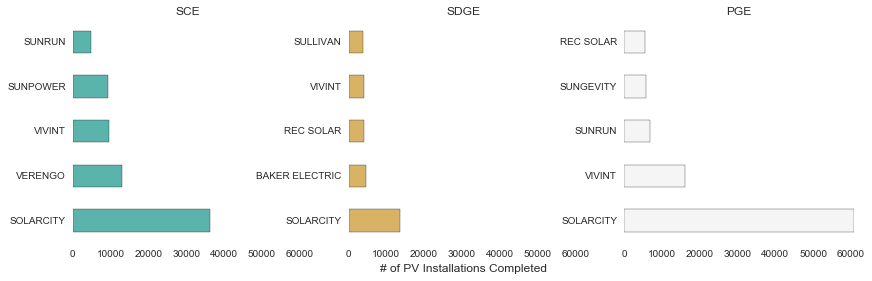 SCE
SUNRUN
SUNPOWER
VIVINT
VERENGO
SOLARCITY
0 10000 20000 30000 40000 50000 60000
SDGE
SULLIVAN
VIVINT
REC SOLAR
BAKER ELECTRIC
SOLARCITY
0 10000 20000 30000 40000 50000 60000
PGE
REC SOLAR
SUNGEVITY
SUNRUN
VIVINT
SOLARCITY
0 10000 20000 30000 40000 50000 60000
# of PV Installations Completed